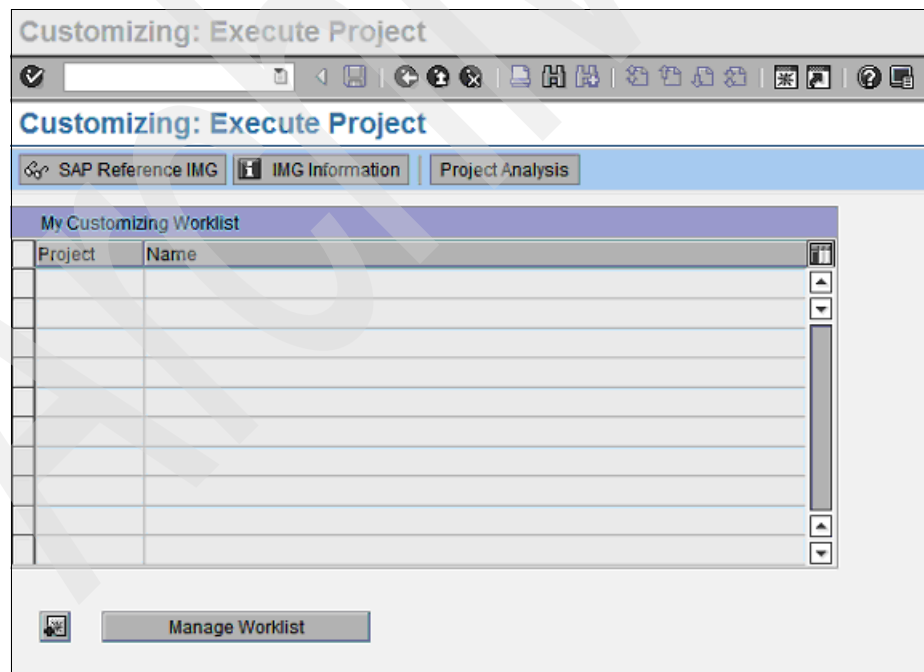 Customizing: Execute Project
Customizing: Execute Project
SAP Reference IMG IMG Information Project Analysis
My Customizing Worklist
Project Name
Manage Worklist